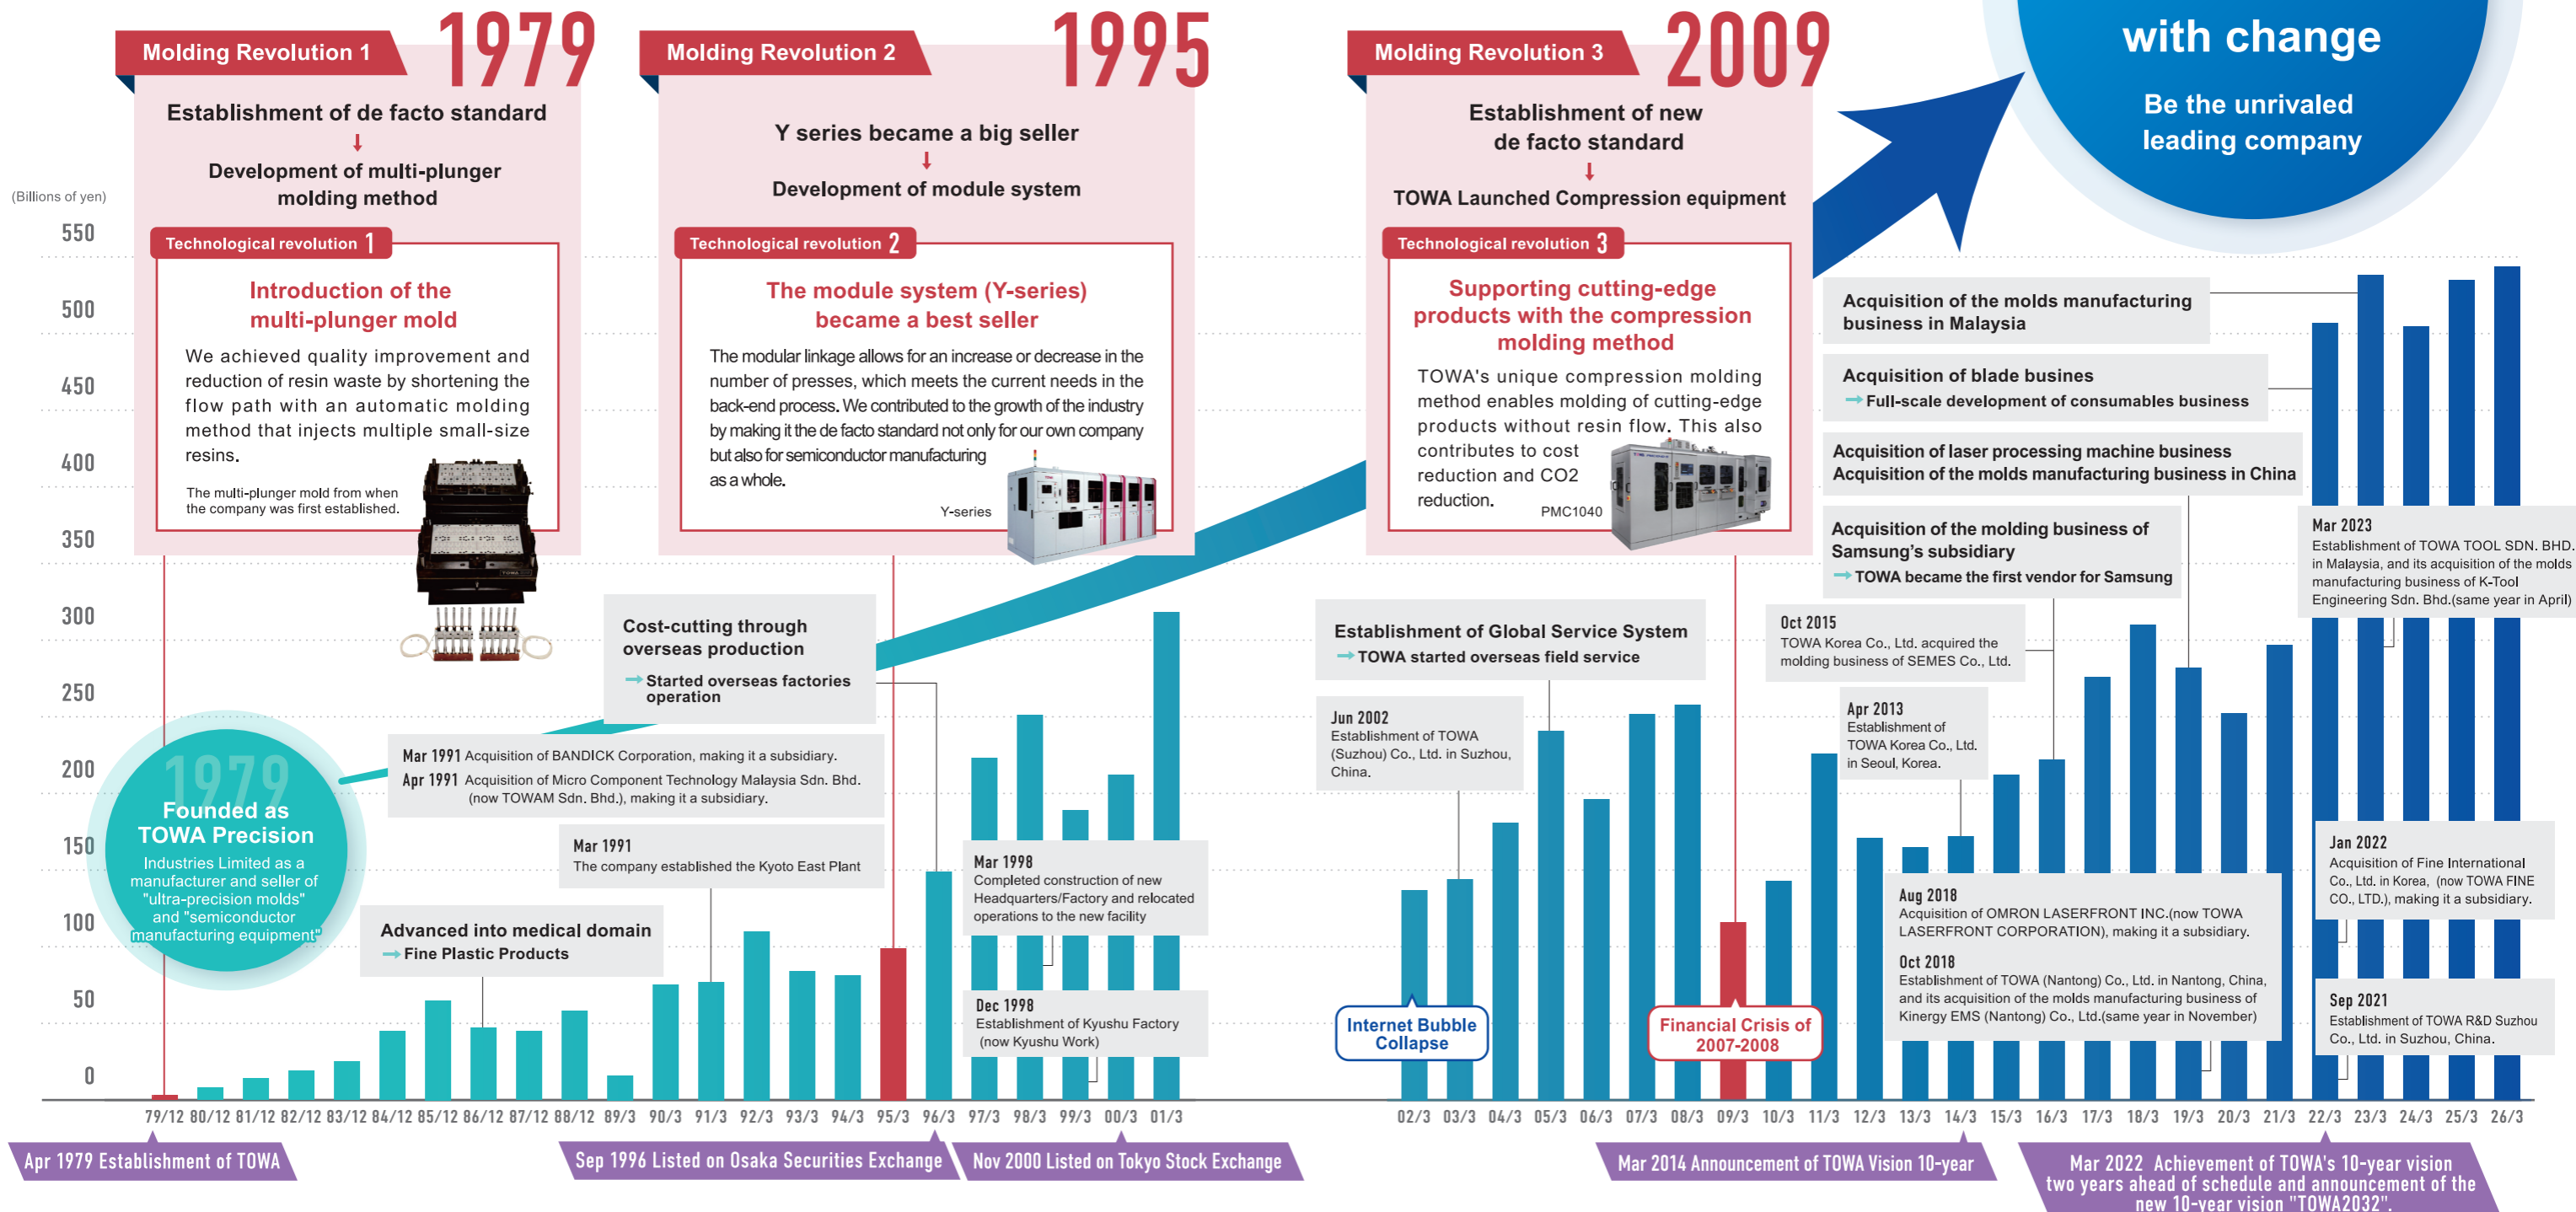 Molding Revolution 1
1979
Establishment of de facto standard
Development of multi-plunger
molding method
Technological revolution 1
Introduction of the
multi-plunger mold
We achieved quality improvement and
reduction of resin waste by shortening the
flow path with an automatic molding
method that injects multiple small-size
resins.
The multi-plunger mold from when
the company was first established.
TOWA
Molding Revolution 2
1995
Y series became a big seller
Development of module system
Technological revolution 2
The module system (Y-series)
became a best seller
The modular linkage allows for an increase or decrease in the
number of presses, which meets the current needs in the
back-end process. We contributed to the growth of the industry
by making it the de facto standard not only for our own company
but also for semiconductor manufacturing
as a whole.
Y-series
Molding Revolution 3
2009
Establishment of new
de facto standard
TOWA Launched Compression equipment
Technological revolution 3
Supporting cutting-edge
products with the compression
molding method
TOWA's unique compression molding
method enables molding of cutting-edge
products without resin flow. This also
contributes to cost
reduction and CO2
reduction.
PMC1040
with change
Be the unrivaled
leading company
(Billions of yen)
550
500
450
400
350
300
250
200
150
100
50
0
1979
Founded as
TOWA Precision
Industries Limited as a
manufacturer and seller of
"ultra-precision molds"
and "semiconductor
manufacturing equipment"
Cost-cutting through
overseas production
Started overseas factories
operation
Mar 1991 Acquisition of BANDICK Corporation, making it a subsidiary.
Apr 1991 Acquisition of Micro Component Technology Malaysia Sdn. Bhd.
(now TOWAM Sdn. Bhd.), making it a subsidiary.
Mar 1991
The company established the Kyoto East Plant
Advanced into medical domain
Fine Plastic Products
Mar 1998
Completed construction of new
Headquarters/Factory and relocated
operations to the new facility
Dec 1998
Establishment of Kyushu Factory
(now Kyushu Work)
Establishment of Global Service System
TOWA started overseas field service
Jun 2002
Establishment of TOWA
(Suzhou) Co., Ltd. in Suzhou,
China.
Internet Bubble
Collapse
Financial Crisis of
2007-2008
Acquisition of the molds manufacturing
business in Malaysia
Acquisition of blade busines
Full-scale development of consumables business
Acquisition of laser processing machine business
Acquisition of the molds manufacturing business in China
Acquisition of the molding business of
Samsung's subsidiary
TOWA became the first vendor for Samsung
Oct 2015
TOWA Korea Co., Ltd. acquired the
molding business of SEMES Co., Ltd.
Apr 2013
Establishment of
TOWA Korea Co., Ltd.
in Seoul, Korea.
Aug 2018
Acquisition of OMRON LASERFRONT INC.(now TOWA
LASERFRONT CORPORATION), making it a subsidiary.
Oct 2018
Establishment of TOWA (Nantong) Co., Ltd. in Nantong, China,
and its acquisition of the molds manufacturing business of
Kinergy EMS (Nantong) Co., Ltd.(same year in November)
Mar 2023
Establishment of TOWA TOOL SDN. BHD.
in Malaysia, and its acquisition of the molds
manufacturing business of K-Tool
Engineering Sdn. Bhd.(same year in April)
Jan 2022
Acquisition of Fine International
Co., Ltd. in Korea, (now TOWA FINE
CO., LTD.), making it a subsidiary.
Sep 2021
Establishment of TOWA R&D Suzhou
Co., Ltd. in Suzhou, China.
79/12 80/12 81/12 82/12 83/12 84/12 85/12 86/12 87/12 88/12 89/3 90/3 91/3 92/3 93/3 94/3 95/3 96/3 97/3 98/3 99/3 00/3 01/3 02/3 03/3 04/3 05/3 06/3 07/3 08/3 09/3 10/3 11/3 12/3 13/3 14/3 15/3 16/3 17/3 18/3 19/3 20/3 21/3 22/3 23/3 24/3 25/3 26/3
Apr 1979 Establishment of TOWA
Sep 1996 Listed on Osaka Securities Exchange
Nov 2000 Listed on Tokyo Stock Exchange
Mar 2014 Announcement of TOWA Vision 10-year
Mar 2022 Achievement of TOWA's 10-year vision
two years ahead of schedule and announcement of the
new 10-year vision "TOWA2032".